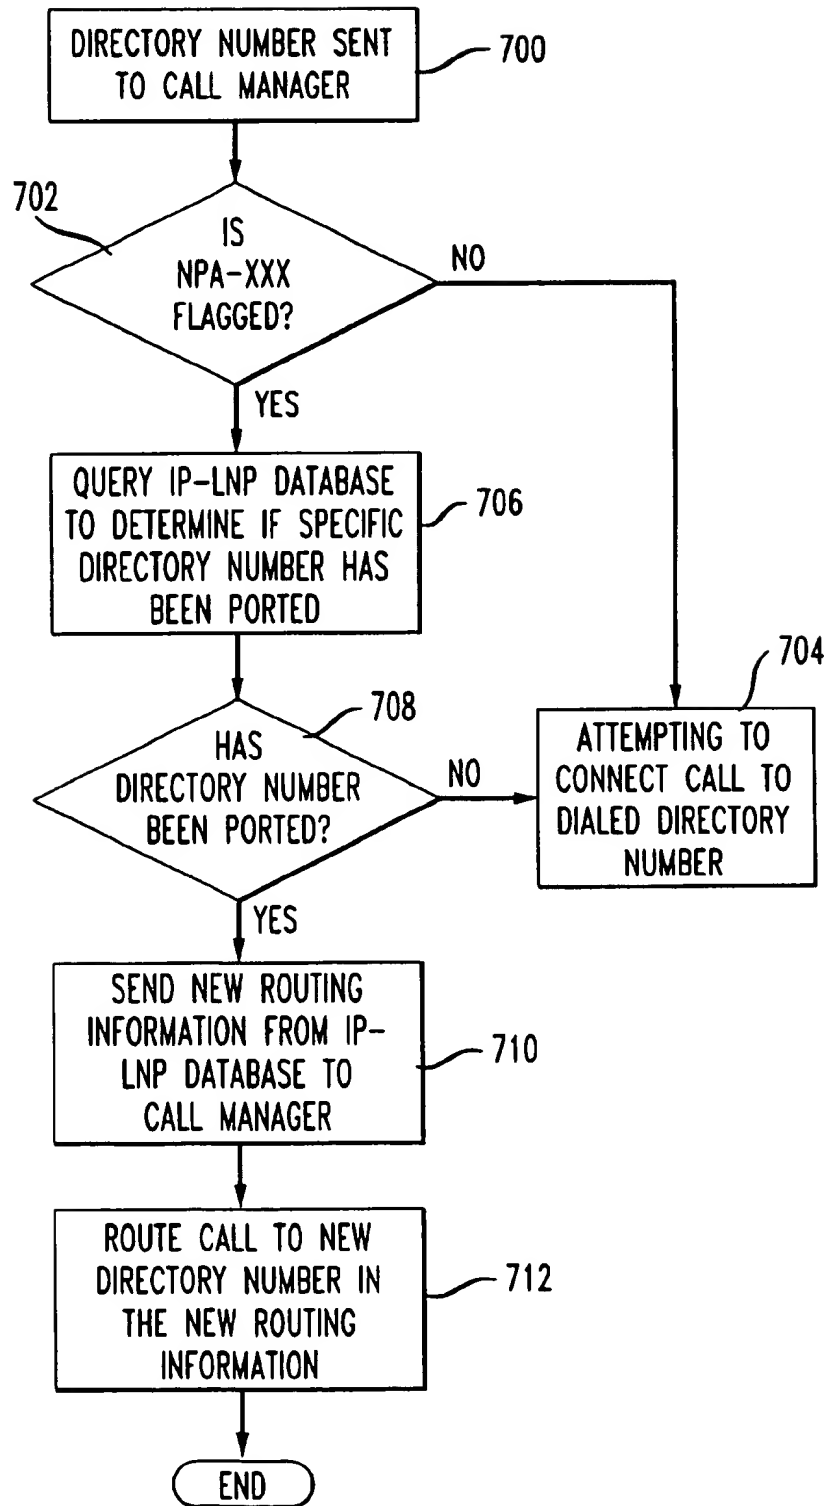 DIRECTORY NUMBER SENT
TO CALL MANAGER
700
702
IS
NPA-XXX
FLAGGED?
NO
YES
QUERY IP-LNP DATABASE
TO DETERMINE IF SPECIFIC
DIRECTORY NUMBER HAS
BEEN PORTED
706
708
HAS
DIRECTORY NUMBER
BEEN PORTED?
NO
704
ATTEMPTING TO
CONNECT CALL TO
DIALED DIRECTORY
NUMBER
YES
SEND NEW ROUTING
INFORMATION FROM IP-
LNP DATABASE TO
CALL MANAGER
710
ROUTE CALL TO NEW
DIRECTORY NUMBER IN
THE NEW ROUTING
INFORMATION
712
END